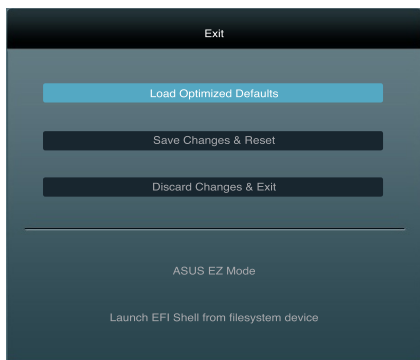 Exit
Load Optimized Defaults
Save Changes & Reset
Discard Changes & Exit
ASUS EZ Mode
Launch EFI Shell from filesystem device